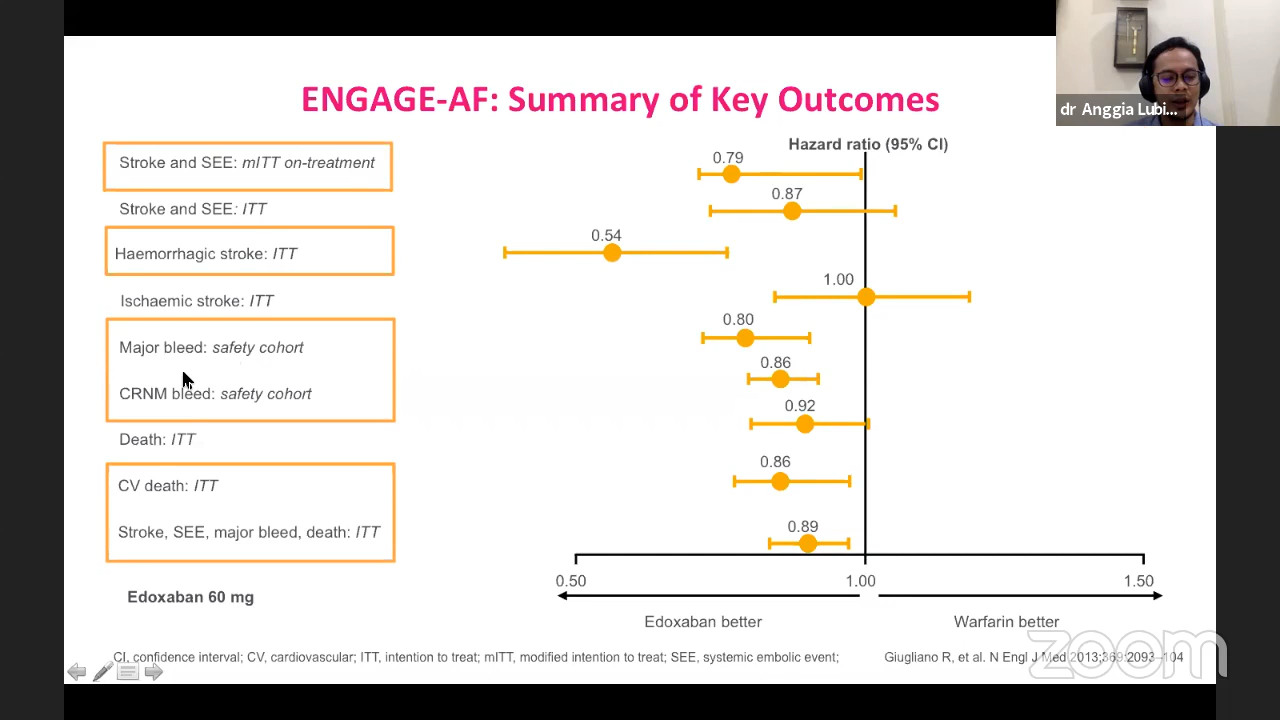 ENGAGE-AF: Summary of Key Outcomes
dr Anggia Lubi...
Hazard ratio (95% CI)
Stroke and SEE: mITT on-treatment
0.79
Stroke and SEE: ITT
0.87
Haemorrhagic stroke: ITT
0.54
Ischaemic stroke: ITT
1.00
Major bleed: safety cohort
0.80
CRNM bleed: safety cohort
0.86
Death: ITT
0.92
CV death: ITT
0.86
Stroke, SEE, major bleed, death: ITT
0.89
0.50 1.00 1.50
Edoxaban 60 mg
Edoxaban better Warfarin better
CI, confidence interval; CV, cardiovascular; ITT, intention to treat; mITT, modified intention to treat; SEE, systemic embolic event;
Giugliano R, et al. N Engl J Med 2013;369:2093–104
zoom